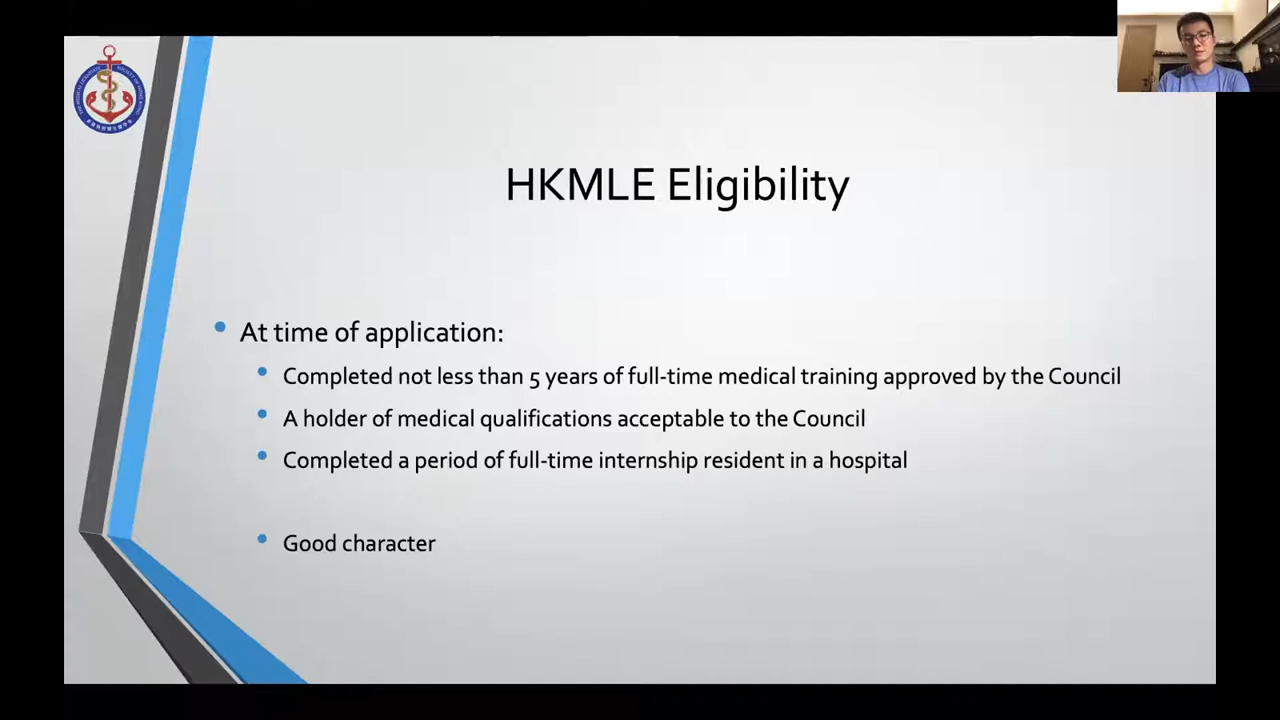 HKMLE Eligibility
At time of application:
Completed not less than 5 years of full-time medical training approved by the Council
A holder of medical qualifications acceptable to the Council
Completed a period of full-time internship resident in a hospital
Good character